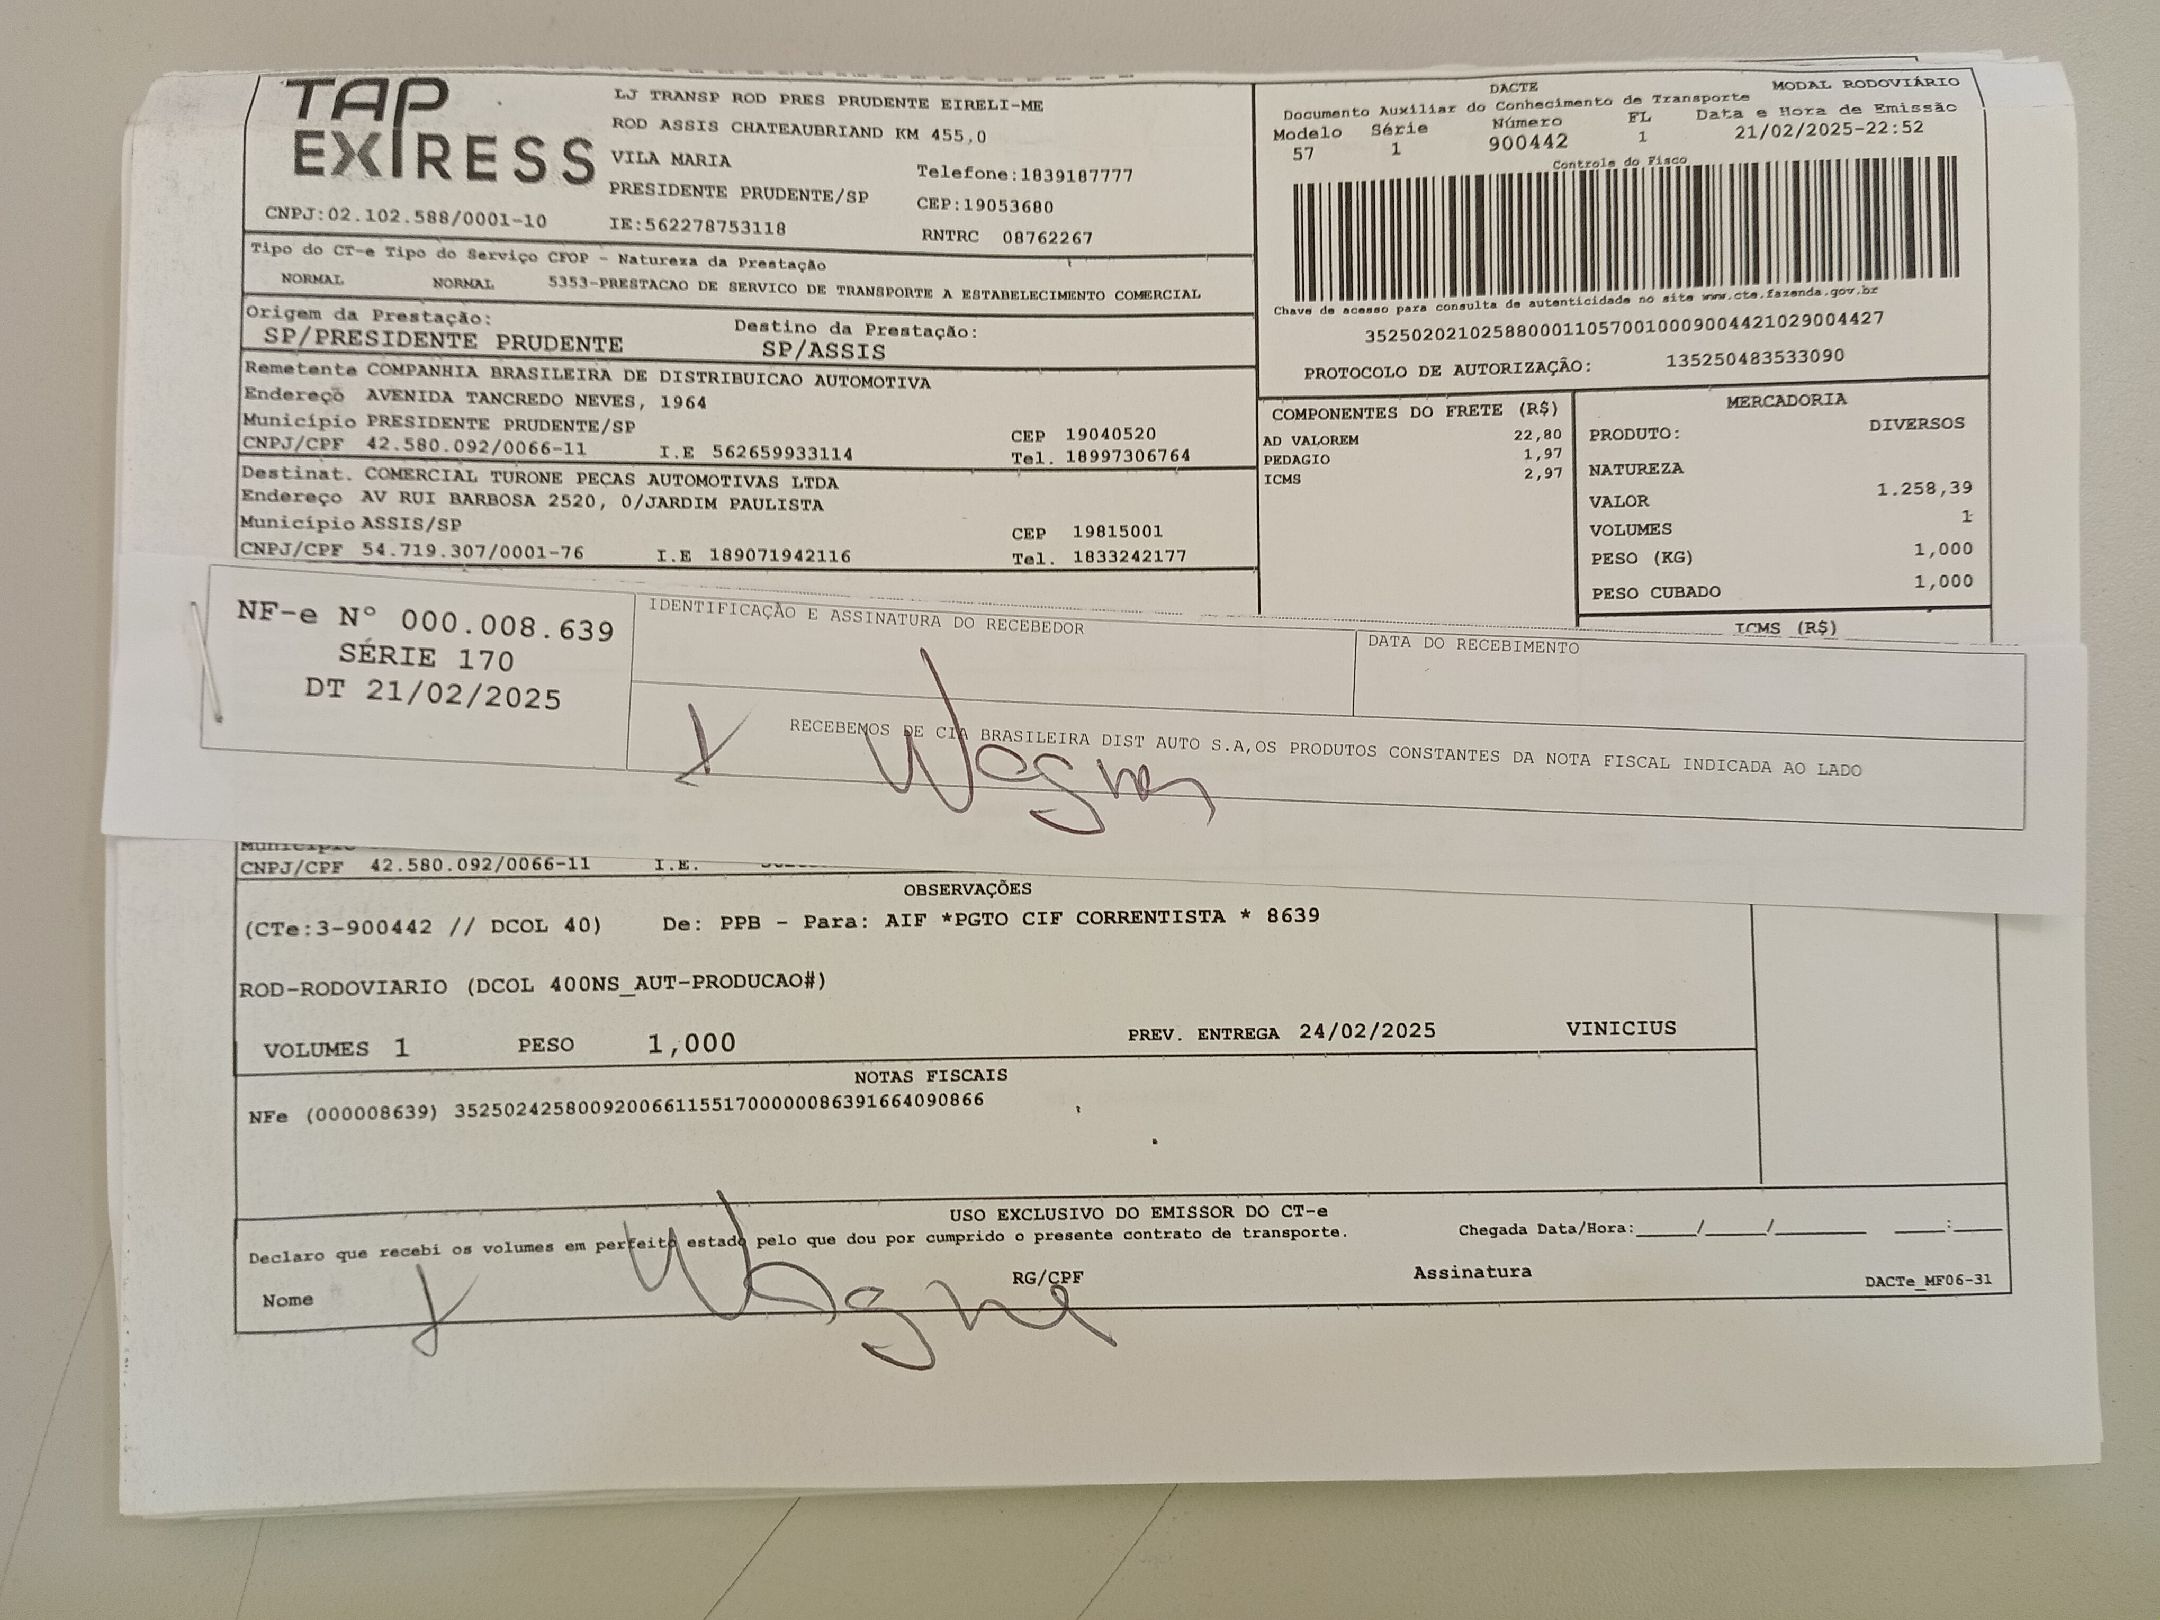 TAP
EXPRESS
LJ TRANSP ROD PRES PRUDENTE EIRELI-ME
ROD ASSIS CHATEAUBRIAND KM 455,0
VILA MARIA
Telefone:1839187777
PRESIDENTE PRUDENTE/SP
CEP:19053680
CNPJ:02.102.588/0001-10 IE:562278753118
RNTRC 08762267
DACTE MODAL RODOVIÁRIO
Documento Auxiliar do Conhecimento de Transporte
Modelo Série Número FL Data e Hora de Emissão
57 1 900442 1 21/02/2025-22:52
Controle do Fisco
Chave de acesso para consulta de autenticidade no site www.cte.fazenda.gov.br
35250202102588000110570010009004421029004427
PROTOCOLO DE AUTORIZAÇÃO: 135250483533090
Tipo do CT-e Tipo do Serviço CFOP - Natureza da Prestação
NORMAL NORMAL 5353-PRESTACAO DE SERVICO DE TRANSPORTE A ESTABELECIMENTO COMERCIAL
Origem da Prestação: Destino da Prestação:
SP/PRESIDENTE PRUDENTE SP/ASSIS
Remetente COMPANHIA BRASILEIRA DE DISTRIBUICAO AUTOMOTIVA
Endereço AVENIDA TANCREDO NEVES, 1964
Município PRESIDENTE PRUDENTE/SP CEP 19040520
CNPJ/CPF 42.580.092/0066-11 I.E 562659933114 Tel. 18997306764
Destinat. COMERCIAL TURONE PEÇAS AUTOMOTIVAS LTDA
Endereço AV RUI BARBOSA 2520, 0/JARDIM PAULISTA
Município ASSIS/SP CEP 19815001
CNPJ/CPF 54.719.307/0001-76 I.E 189071942116 Tel. 1833242177
COMPONENTES DO FRETE (R$)
AD VALOREM 22,80
PEDAGIO 1,97
ICMS 2,97
MERCADORIA
PRODUTO: DIVERSOS
NATUREZA
VALOR 1.258,39
VOLUMES 1
PESO (KG) 1,000
PESO CUBADO 1,000
ICMS (R$)
NF-e Nº 000.008.639
SÉRIE 170
DT 21/02/2025
IDENTIFICAÇÃO E ASSINATURA DO RECEBEDOR
DATA DO RECEBIMENTO
RECEBEMOS DE CIA BRASILEIRA DIST AUTO S.A,OS PRODUTOS CONSTANTES DA NOTA FISCAL INDICADA AO LADO
X Wagner
Município
CNPJ/CPF 42.580.092/0066-11 I.E.
OBSERVAÇÕES
(CTe:3-900442 // DCOL 40) De: PPB - Para: AIF *PGTO CIF CORRENTISTA * 8639
ROD-RODOVIARIO (DCOL 400NS_AUT-PRODUCAO#)
VOLUMES 1 PESO 1,000 PREV. ENTREGA 24/02/2025 VINICIUS
NOTAS FISCAIS
NFe (000008639) 35250242580092006611551700000086391664090866
USO EXCLUSIVO DO EMISSOR DO CT-e
Declaro que recebi os volumes em perfeito estado pelo que dou por cumprido o presente contrato de transporte.
Chegada Data/Hora:_____/_____/________ ____:____
Nome X Wagner RG/CPF Assinatura DACTe_MF06-31